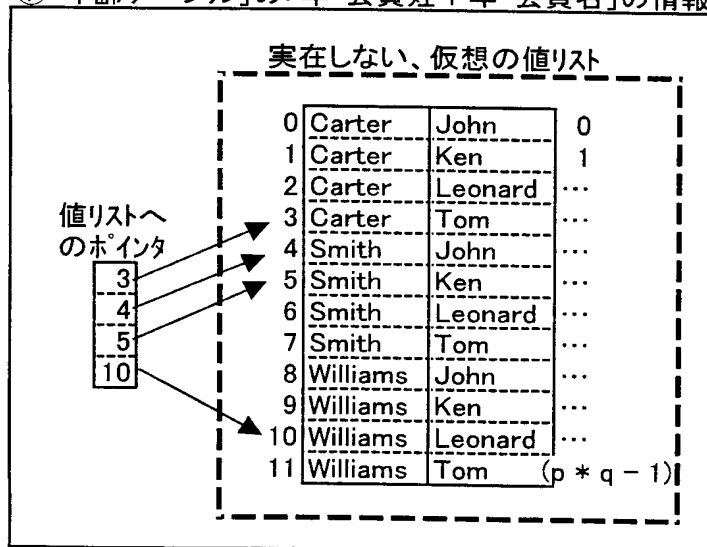 実在しない、仮想の値リスト
0 Carter John 0
1 Carter Ken 1
2 Carter Leonard …
3 Carter Tom …
4 Smith John …
5 Smith Ken …
6 Smith Leonard …
7 Smith Tom …
8 Williams John …
9 Williams Ken …
10 Williams Leonard …
11 Williams Tom (p * q − 1)
値リストへ
のポインタ
3
4
5
10